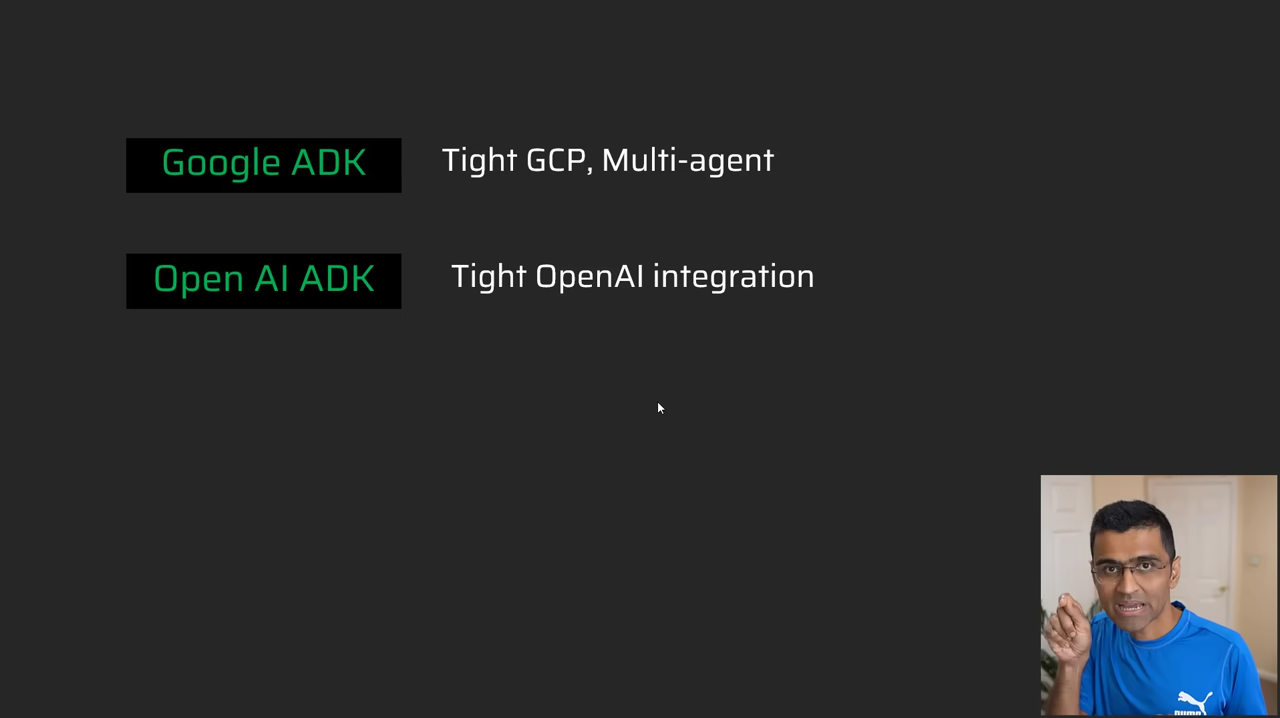 Google ADK
Tight GCP, Multi-agent
Open AI ADK
Tight OpenAI integration